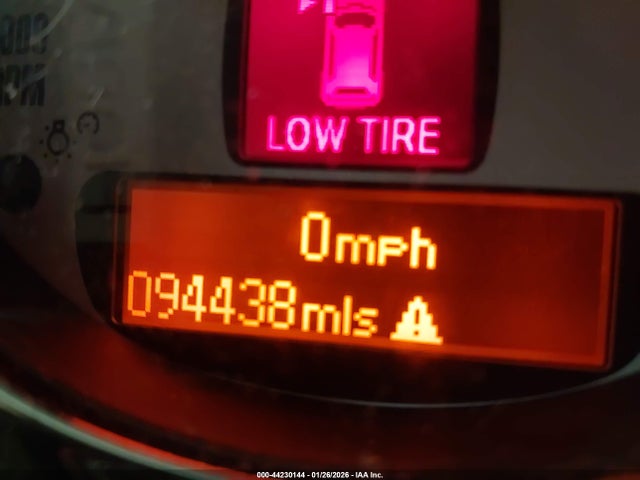 LOW TIRE
0mph
094438mls
000-44230144 - 01/26/2026 - IAA Inc.